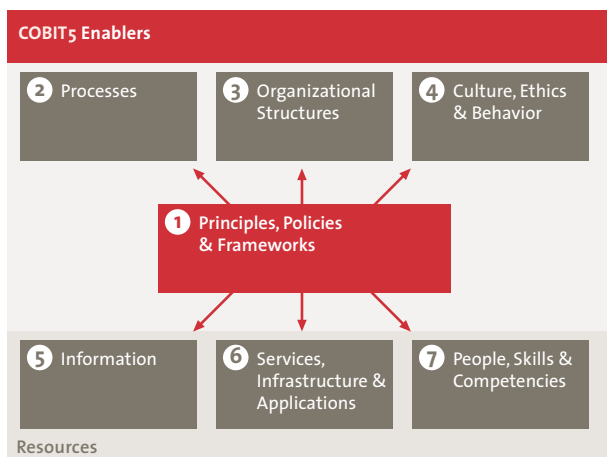 COBIT5 Enablers
2 Processes
3 Organizational
Structures
4 Culture, Ethics
& Behavior
1 Principles, Policies
& Frameworks
5 Information
6 Services,
Infrastructure &
Applications
7 People, Skills &
Competencies
Resources